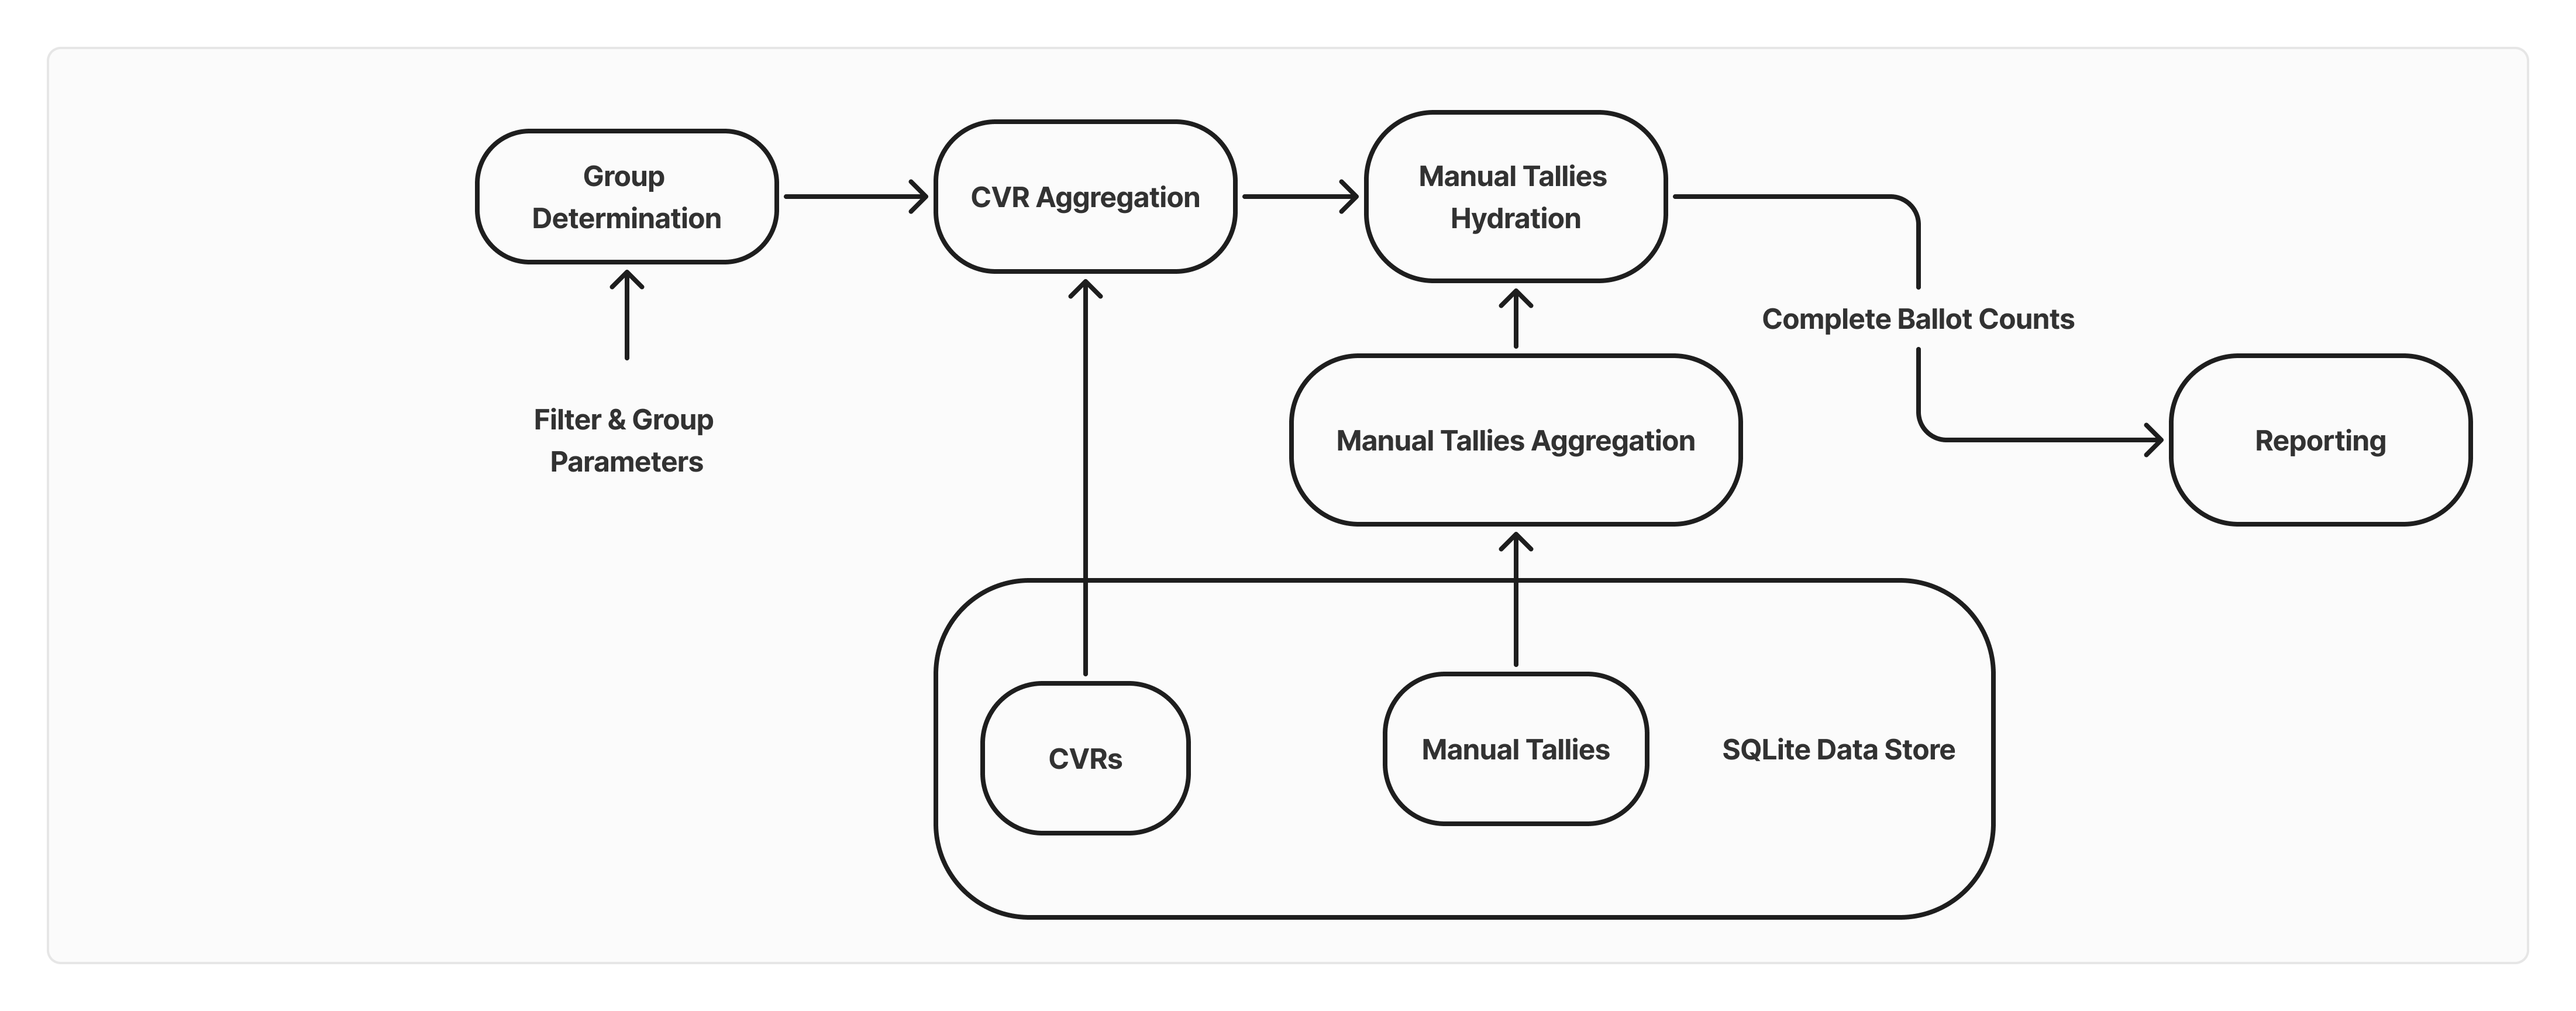 Group
Determination
CVR Aggregation
Manual Tallies
Hydration
Complete Ballot Counts
Filter & Group
Parameters
Manual Tallies Aggregation
Reporting
CVRs
Manual Tallies
SQLite Data Store